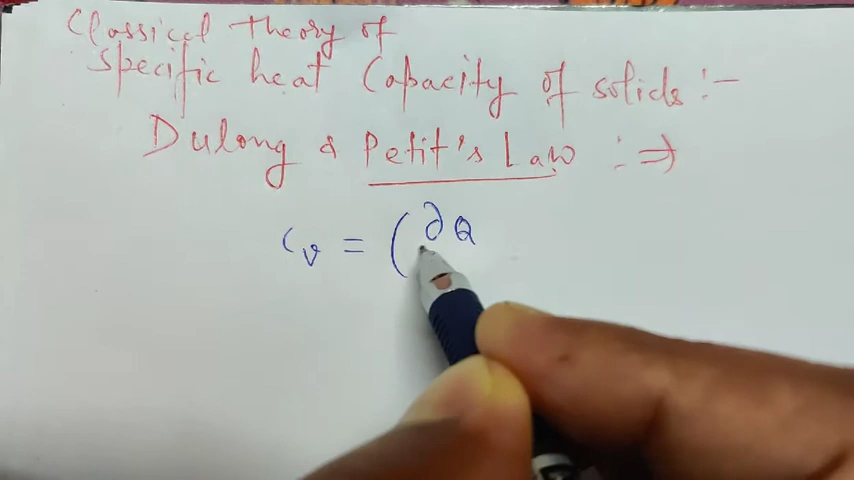 Classical Theory of
specific heat Capacity of solids :-
Dulong & Petit's Law :⇒
Cv = ( ∂Q